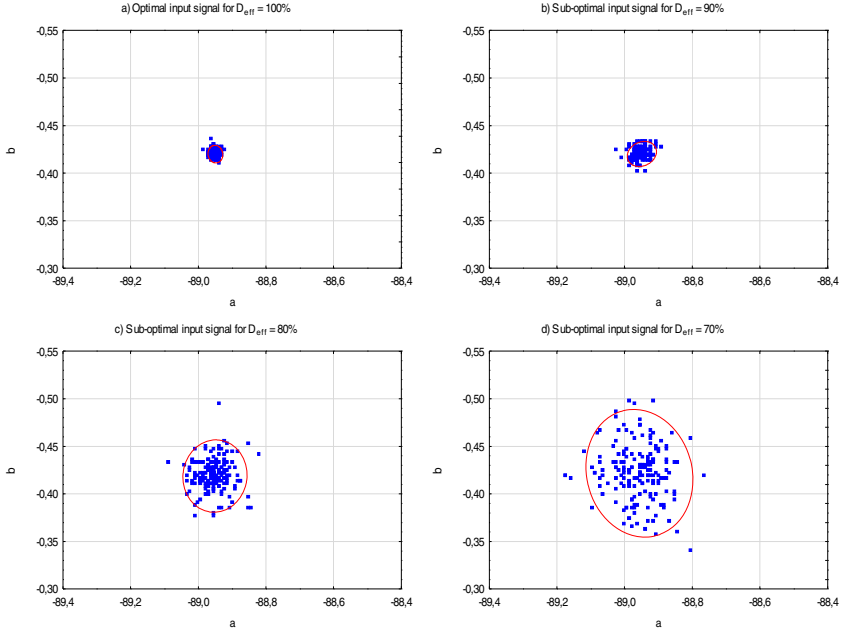 a) Optimal input signal for Deff = 100%
-0,55
-0,50
-0,45
-0,40
-0,35
-0,30
b
-89,4 -89,2 -89,0 -88,8 -88,6 -88,4
a
b) Sub-optimal input signal for Deff = 90%
-0,55
-0,50
-0,45
-0,40
-0,35
-0,30
b
-89,4 -89,2 -89,0 -88,8 -88,6 -88,4
a
c) Sub-optimal input signal for Deff = 80%
-0,55
-0,50
-0,45
-0,40
-0,35
-0,30
b
-89,4 -89,2 -89,0 -88,8 -88,6 -88,4
a
d) Sub-optimal input signal for Deff = 70%
-0,55
-0,50
-0,45
-0,40
-0,35
-0,30
b
-89,4 -89,2 -89,0 -88,8 -88,6 -88,4
a